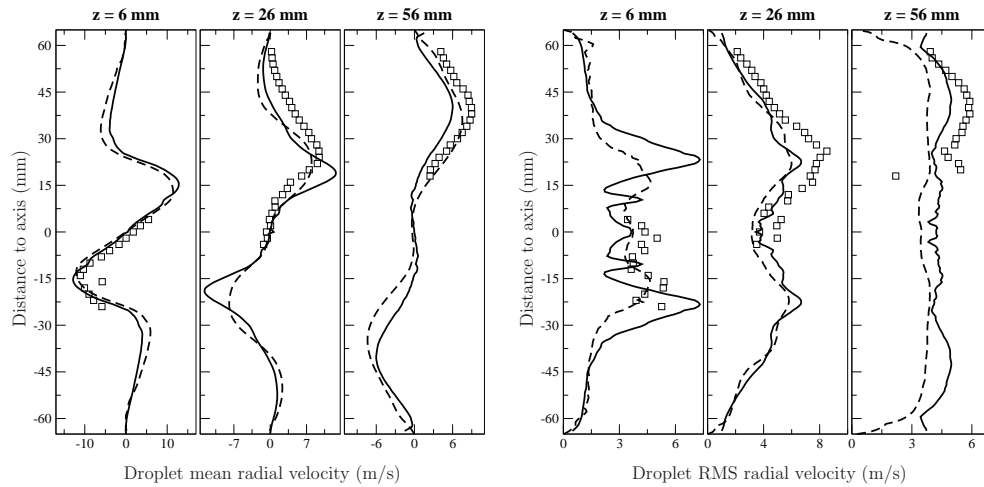 z = 6 mm z = 26 mm z = 56 mm z = 6 mm z = 26 mm z = 56 mm
60 60
45 45
30 30
15 15
0 0
-15 -15
-30 -30
-45 -45
-60 -60
Distance to axis (mm) Distance to axis (mm)
-10 0 10 -7 0 7 -6 0 6 0 3 6 0 4 8 0 3 6
Droplet mean radial velocity (m/s) Droplet RMS radial velocity (m/s)